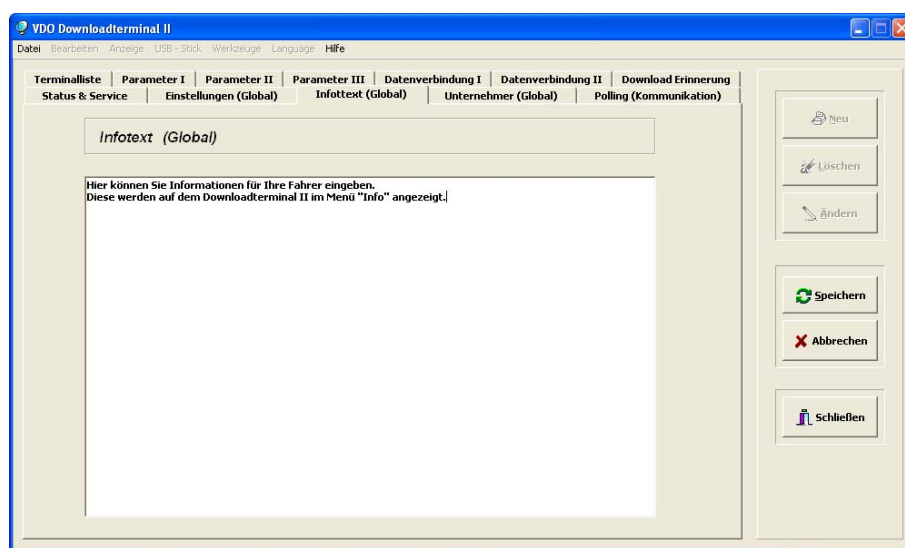 VDO Downloadterminal II
Datei Bearbeiten Anzeige USB - Stick Werkzeuge Language Hilfe
Terminalliste Parameter I Parameter II Parameter III Datenverbindung I Datenverbindung II Download Erinnerung
Status & Service Einstellungen (Global) Infottext (Global) Unternehmer (Global) Polling (Kommunikation)
Infotext (Global)
Hier können Sie Informationen für Ihre Fahrer eingeben.
Diese werden auf dem Downloadterminal II im Menü "Info" angezeigt.
Neu
Löschen
Ändern
Speichern
Abbrechen
Schließen